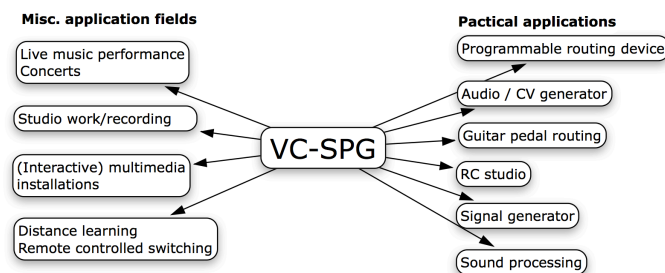 Misc. application fields
Live music performance
Concerts
Studio work/recording
(Interactive) multimedia
installations
Distance learning
Remote controlled switching
VC-SPG
Pactical applications
Programmable routing device
Audio / CV generator
Guitar pedal routing
RC studio
Signal generator
Sound processing